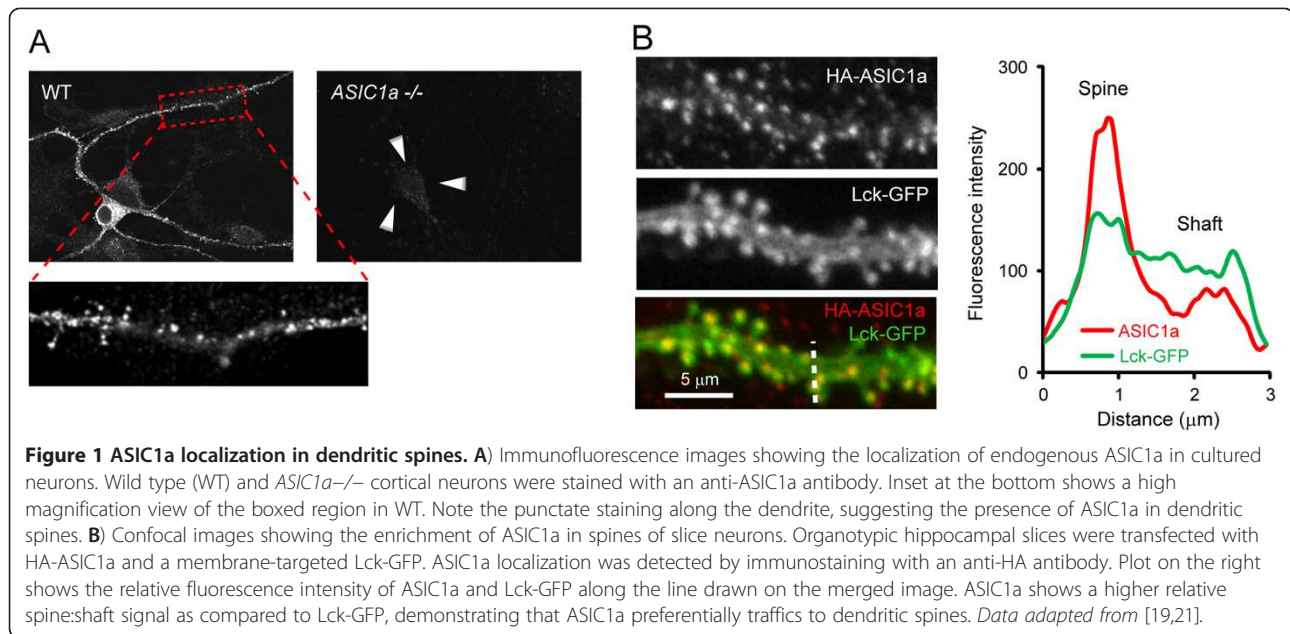 A
WT
ASIC1a -/-
B
HA-ASIC1a
Lck-GFP
HA-ASIC1a
Lck-GFP
5 μm
300
200
100
0
Fluorescence intensity
Spine
Shaft
ASIC1a
Lck-GFP
0
1
2
3
Distance (μm)
Figure 1 ASIC1a localization in dendritic spines. A) Immunofluorescence images showing the localization of endogenous ASIC1a in cultured
neurons. Wild type (WT) and ASIC1a−/− cortical neurons were stained with an anti-ASIC1a antibody. Inset at the bottom shows a high
magnification view of the boxed region in WT. Note the punctate staining along the dendrite, suggesting the presence of ASIC1a in dendritic
spines. B) Confocal images showing the enrichment of ASIC1a in spines of slice neurons. Organotypic hippocampal slices were transfected with
HA-ASIC1a and a membrane-targeted Lck-GFP. ASIC1a localization was detected by immunostaining with an anti-HA antibody. Plot on the right
shows the relative fluorescence intensity of ASIC1a and Lck-GFP along the line drawn on the merged image. ASIC1a shows a higher relative
spine:shaft signal as compared to Lck-GFP, demonstrating that ASIC1a preferentially traffics to dendritic spines. Data adapted from [19,21].